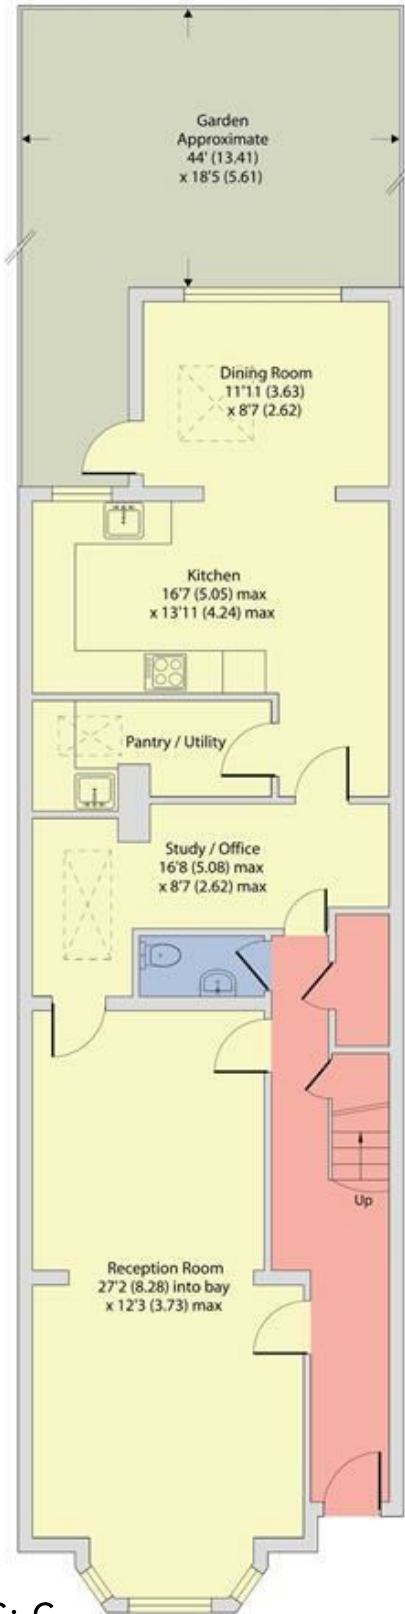 Garden
Approximate
44' (13.41)
x 18'5 (5.61)
Dining Room
11'11 (3.63)
x 8'7 (2.62)
Kitchen
16'7 (5.05) max
x 13'11 (4.24) max
Pantry / Utility
Study / Office
16'8 (5.08) max
x 8'7 (2.62) max
Up
Reception Room
27'2 (8.28) into bay
x 12'3 (3.73) max